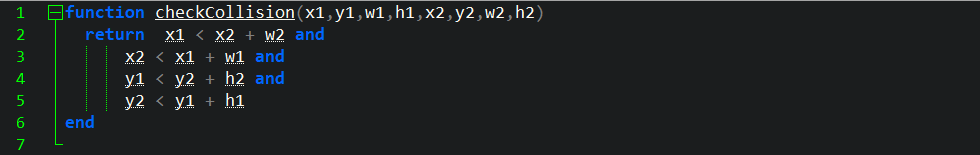 1 function checkCollision(x1,y1,w1,h1,x2,y2,w2,h2)
2 return x1 < x2 + w2 and
3 x2 < x1 + w1 and
4 y1 < y2 + h2 and
5 y2 < y1 + h1
6 end
7